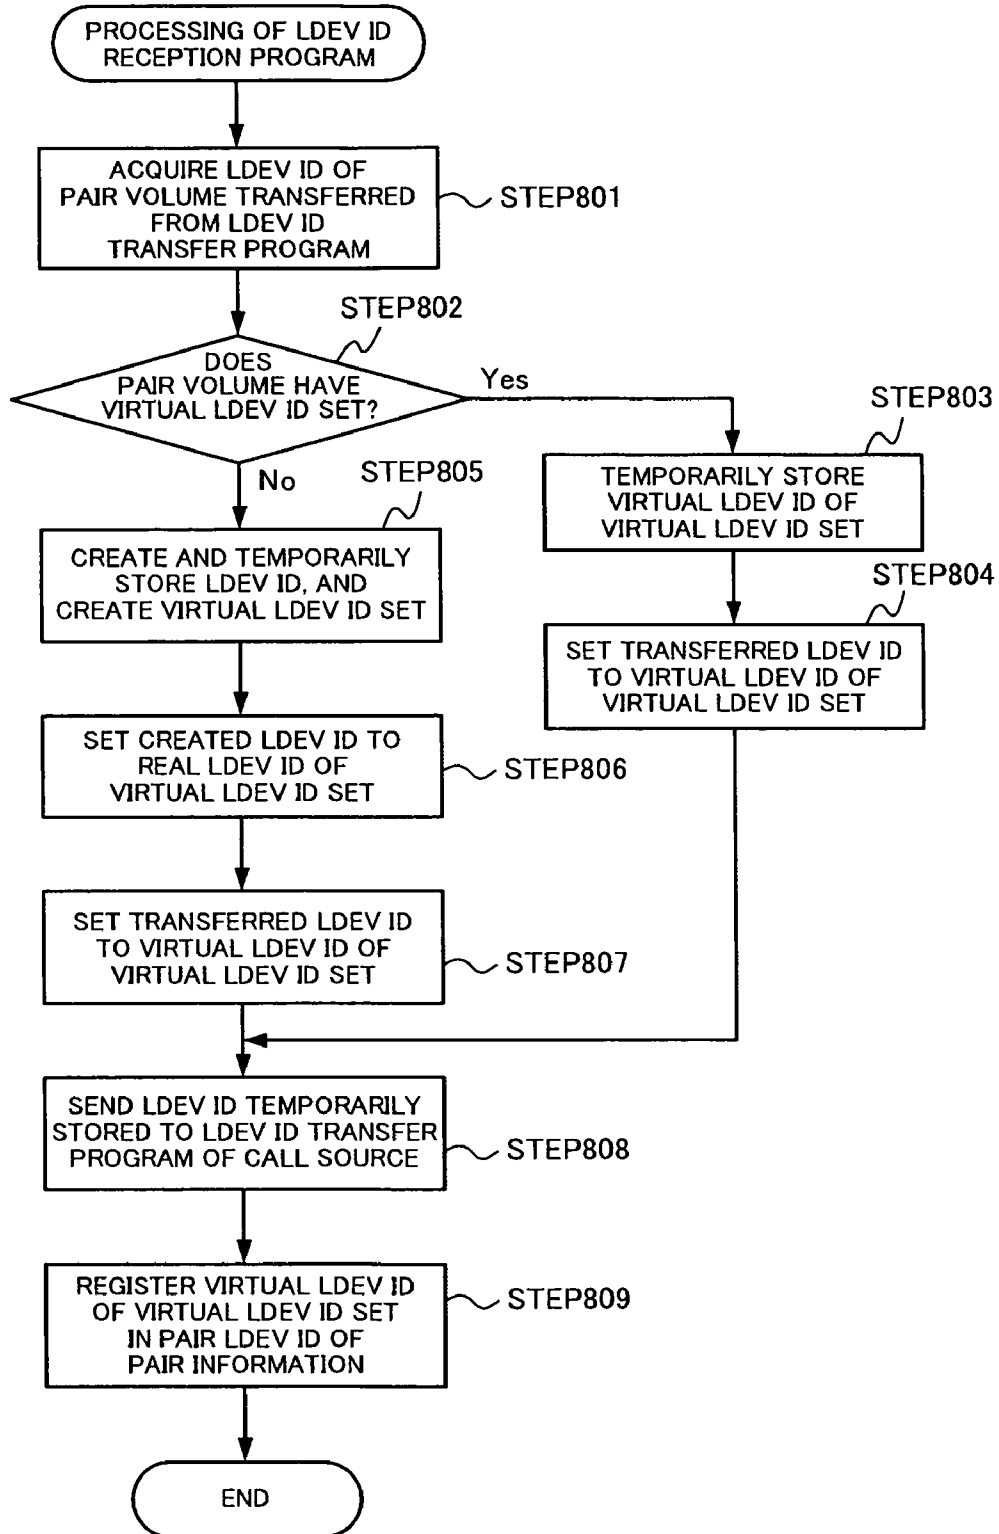 PROCESSING OF LDEV ID
RECEPTION PROGRAM
ACQUIRE LDEV ID OF
PAIR VOLUME TRANSFERRED
FROM LDEV ID
TRANSFER PROGRAM
STEP801
STEP802
DOES
PAIR VOLUME HAVE
VIRTUAL LDEV ID SET?
Yes
No
STEP803
TEMPORARILY STORE
VIRTUAL LDEV ID OF
VIRTUAL LDEV ID SET
STEP804
SET TRANSFERRED LDEV ID
TO VIRTUAL LDEV ID OF
VIRTUAL LDEV ID SET
STEP805
CREATE AND TEMPORARILY
STORE LDEV ID, AND
CREATE VIRTUAL LDEV ID SET
SET CREATED LDEV ID TO
REAL LDEV ID OF
VIRTUAL LDEV ID SET
STEP806
SET TRANSFERRED LDEV ID
TO VIRTUAL LDEV ID OF
VIRTUAL LDEV ID SET
STEP807
SEND LDEV ID TEMPORARILY
STORED TO LDEV ID TRANSFER
PROGRAM OF CALL SOURCE
STEP808
REGISTER VIRTUAL LDEV ID
OF VIRTUAL LDEV ID SET
IN PAIR LDEV ID OF
PAIR INFORMATION
STEP809
END